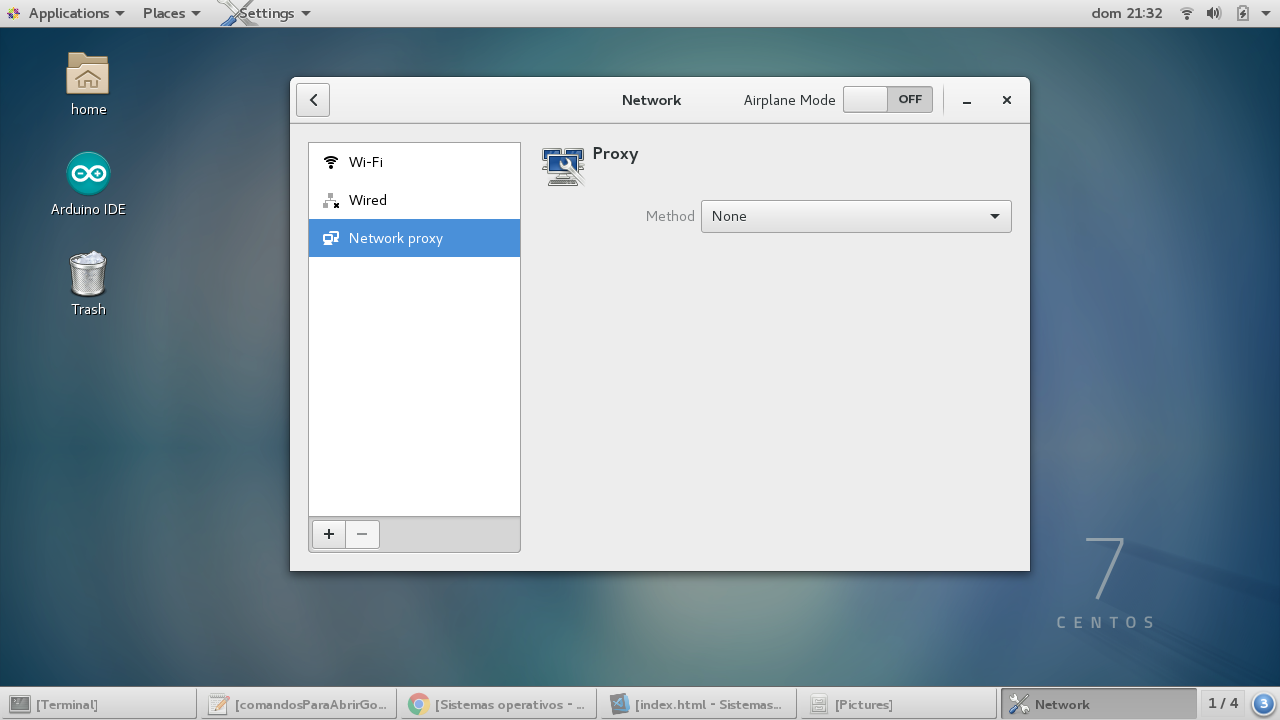 Applications Places Settings dom 21:32
home
Arduino IDE
Trash
Network Airplane Mode OFF
Wi-Fi
Wired
Network proxy
Proxy
Method None
7
CENTOS
[Terminal] [comandosParaAbrirGo... [Sistemas operativos - ... [index.html - Sistemas... [Pictures] Network 1 / 4 3